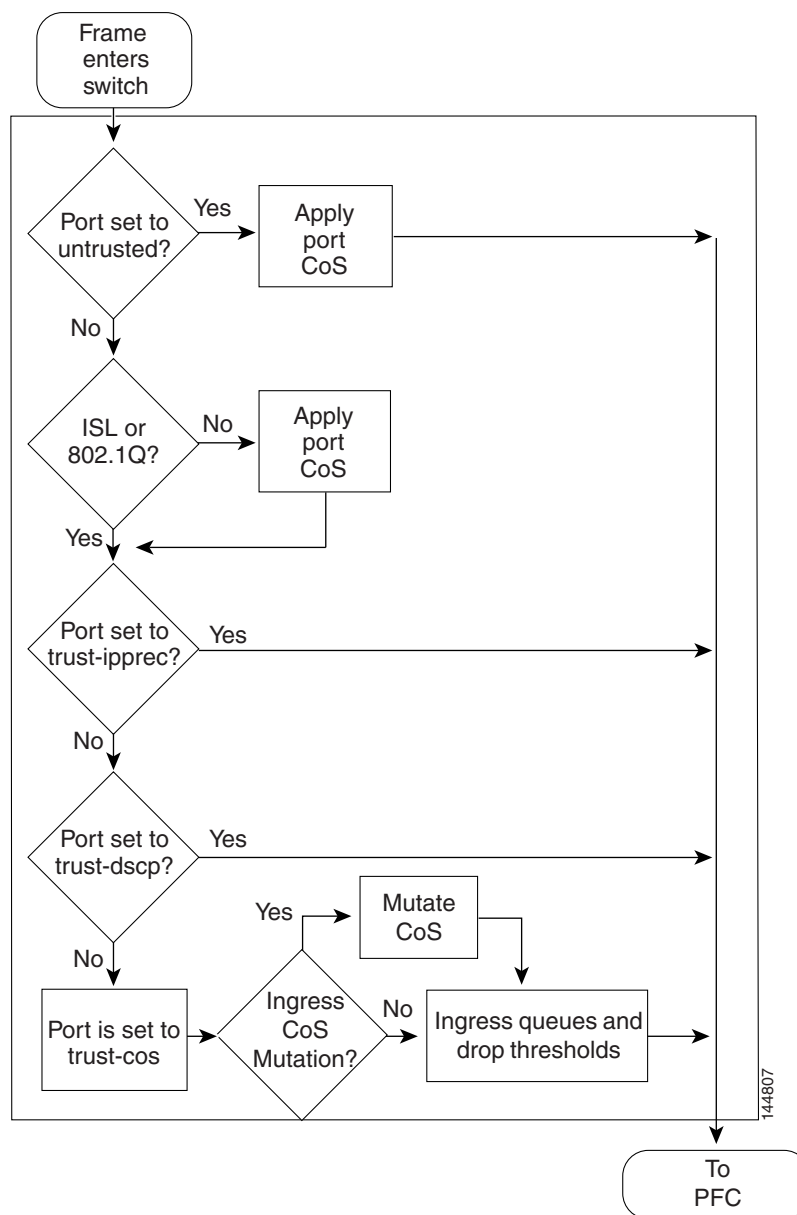 Frame
enters
switch
Port set to
untrusted?
Yes
Apply
port
CoS
No
ISL or
802.1Q?
No
Apply
port
CoS
Yes
Port set to
trust-ipprec?
Yes
No
Port set to
trust-dscp?
Yes
No
Port is set to
trust-cos
Ingress
CoS
Mutation?
Yes
Mutate
CoS
No
Ingress queues and
drop thresholds
144807
To
PFC